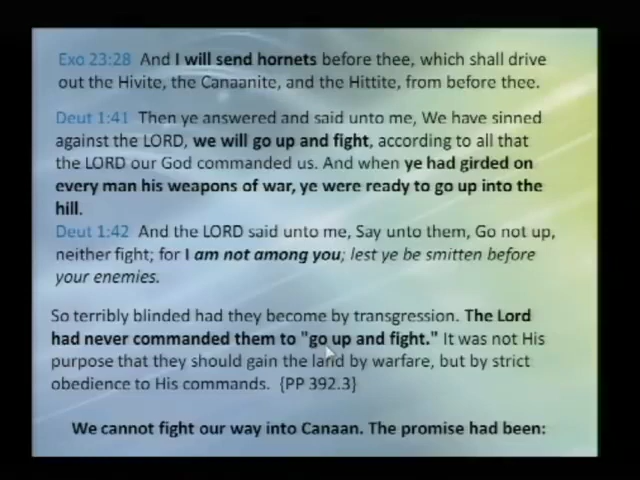 Exo 23:28 And I will send hornets before thee, which shall drive
out the Hivite, the Canaanite, and the Hittite, from before thee.
Deut 1:41 Then ye answered and said unto me, We have sinned
against the LORD, we will go up and fight, according to all that
the LORD our God commanded us. And when ye had girded on
every man his weapons of war, ye were ready to go up into the
hill.
Deut 1:42 And the LORD said unto me, Say unto them, Go not up,
neither fight; for I am not among you; lest ye be smitten before
your enemies.
So terribly blinded had they become by transgression. The Lord
had never commanded them to "go up and fight." It was not His
purpose that they should gain the land by warfare, but by strict
obedience to His commands. {PP 392.3}
We cannot fight our way into Canaan. The promise had been: